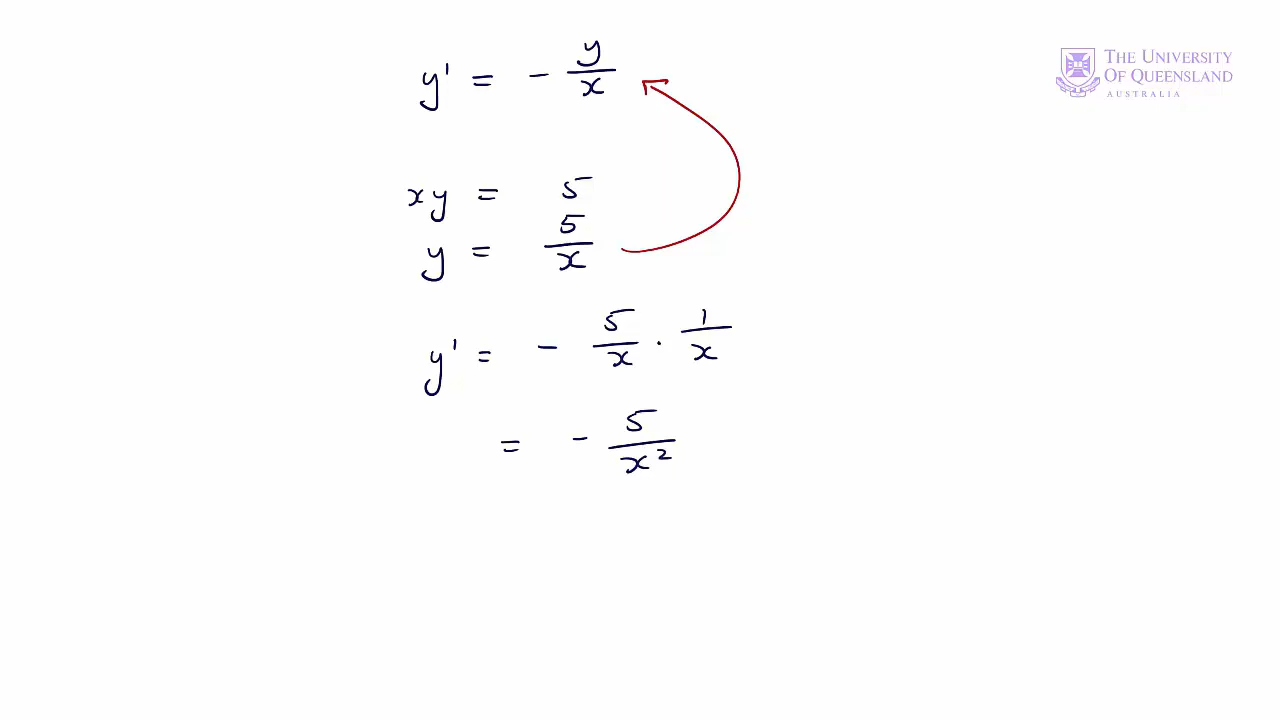 y' = - y/x
THE UNIVERSITY
OF QUEENSLAND
AUSTRALIA
xy = 5
y = 5/x
y' = - 5/x · 1/x
= - 5/x²